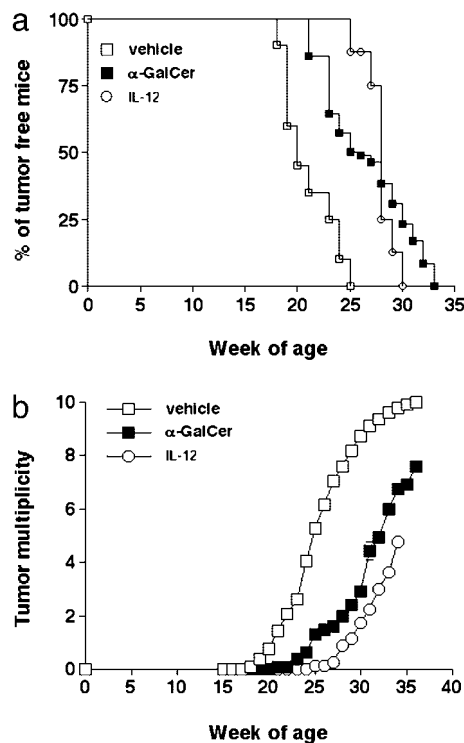 a
100
75
50
25
0
% of tumor free mice
vehicle
α-GalCer
IL-12
0 5 10 15 20 25 30 35
Week of age
b
10
8
6
4
2
0
Tumor multiplicity
vehicle
α-GalCer
IL-12
0 5 10 15 20 25 30 35 40
Week of age